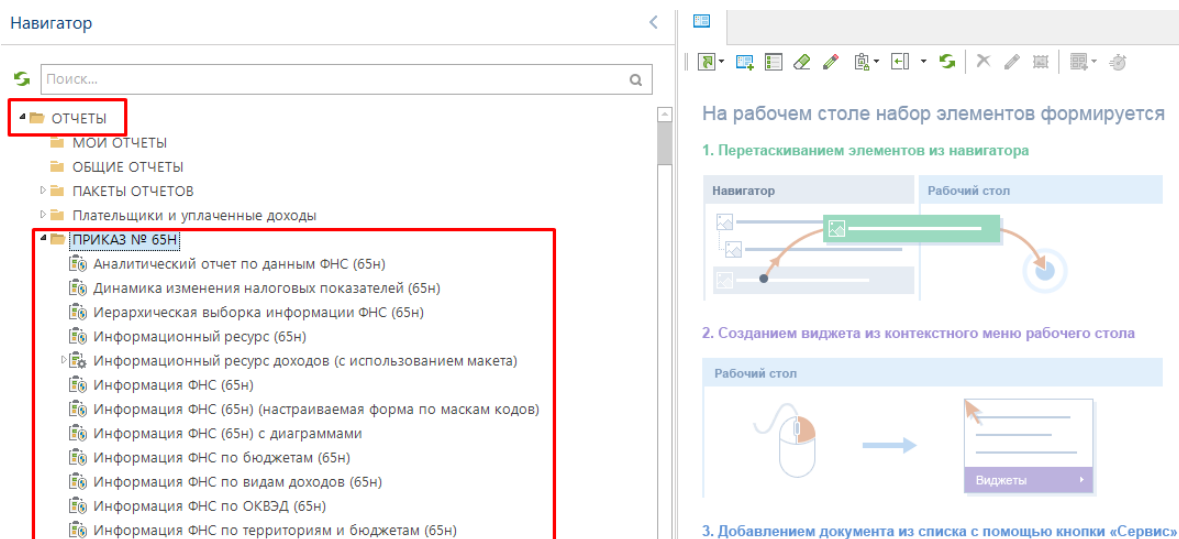 Навигатор
Поиск...
ОТЧЕТЫ
МОИ ОТЧЕТЫ
ОБЩИЕ ОТЧЕТЫ
ПАКЕТЫ ОТЧЕТОВ
Плательщики и уплаченные доходы
ПРИКАЗ № 65Н
Аналитический отчет по данным ФНС (65н)
Динамика изменения налоговых показателей (65н)
Иерархическая выборка информации ФНС (65н)
Информационный ресурс (65н)
Информационный ресурс доходов (с использованием макета)
Информация ФНС (65н)
Информация ФНС (65н) (настраиваемая форма по маскам кодов)
Информация ФНС (65н) с диаграммами
Информация ФНС по бюджетам (65н)
Информация ФНС по видам доходов (65н)
Информация ФНС по ОКВЭД (65н)
Информация ФНС по территориям и бюджетам (65н)
На рабочем столе набор элементов формируется
1. Перетаскиванием элементов из навигатора
Навигатор
Рабочий стол
2. Созданием виджета из контекстного меню рабочего стола
Рабочий стол
Виджеты
3. Добавлением документа из списка с помощью кнопки «Сервис»